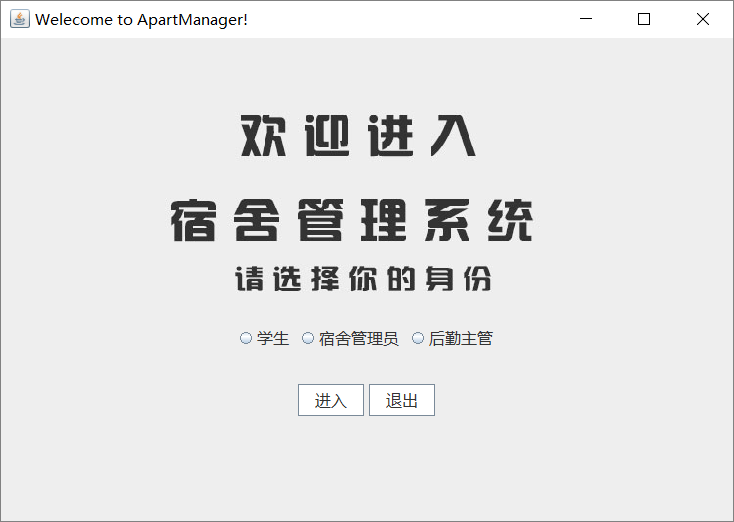 Welecome to ApartManager!
欢迎进入
宿舍管理系统
请选择你的身份
学生 宿舍管理员 后勤主管
进入 退出